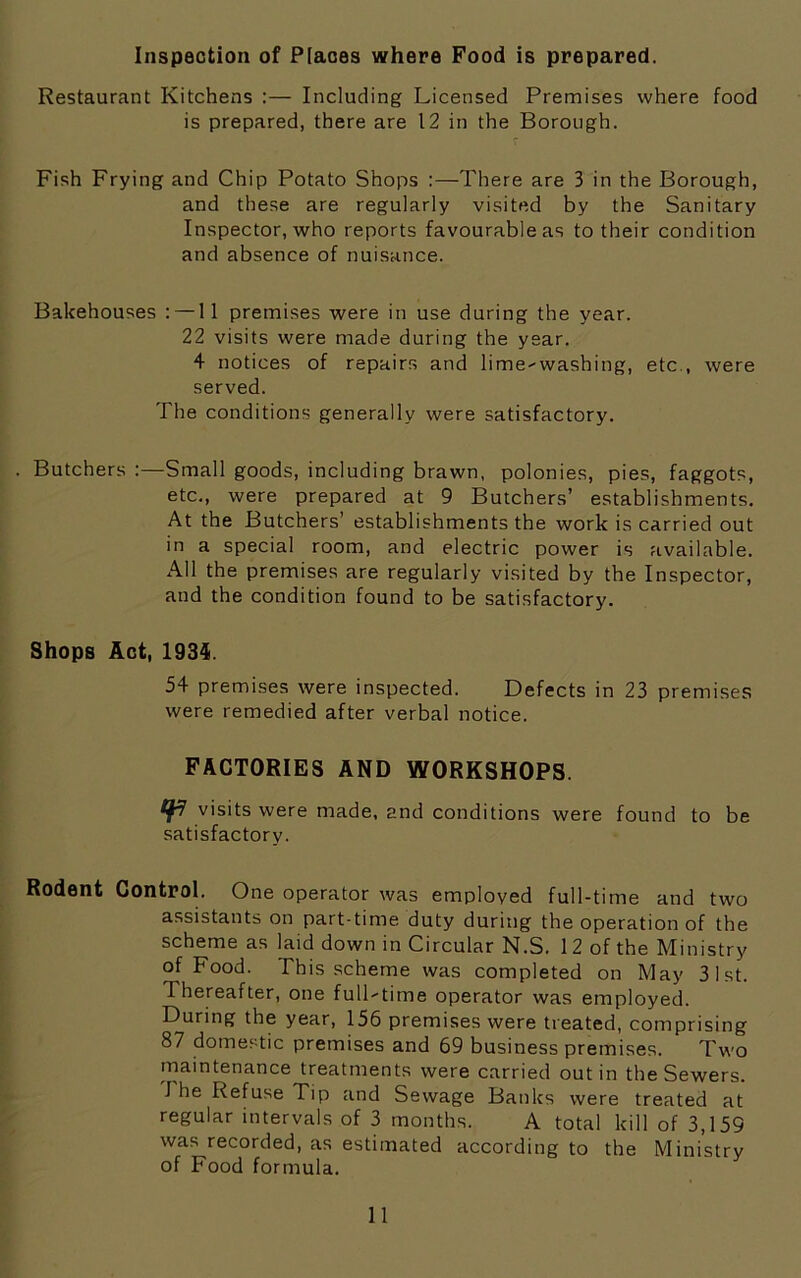 Inspection of Places where Food is prepared.
Restaurant Kitchens :— Including Licensed Premises where food
is prepared, there are 12 in the Borough.
Fish Frying and Chip Potato Shops :—There are 3 in the Borough,
and these are regularly visited by the Sanitary
Inspector, who reports favourable as to their condition
and absence of nuisance.
Bakehouses :—11 premises were in use during the year.
22 visits were made during the year.
4 notices of repairs and lime-washing, etc., were
served.
The conditions generally were satisfactory.
. Butchers :—Small goods, including brawn, polonies, pies, faggots,
etc., were prepared at 9 Butchers' establishments.
At the Butchers' establishments the work is carried out
in a special room, and electric power is available.
All the premises are regularly visited by the Inspector,
and the condition found to be satisfactory.
Shops Act, 1934.
54 premises were inspected. Defects in 23 premises
were remedied after verbal notice.
FACTORIES AND WORKSHOPS.
visits were made, and conditions were found to be
satisfactory.
Rodent Control. One operator was employed full-time and two
assistants on part-time duty during the operation of the
scheme as laid down in Circular N.S. 12 of the Ministry
of Food. This scheme was completed on May 31st.
Thereafter, one full-time operator was employed.
During the year, 156 premises were treated, comprising
87 domestic premises and 69 business premises. Two
maintenance treatments were carried out in the Sewers.
The Refuse Tip and Sewage Banks were treated at
regular intervals of 3 months. A total kill of 3,159
was recorded, as estimated according to the Ministry
of Food formula.
11